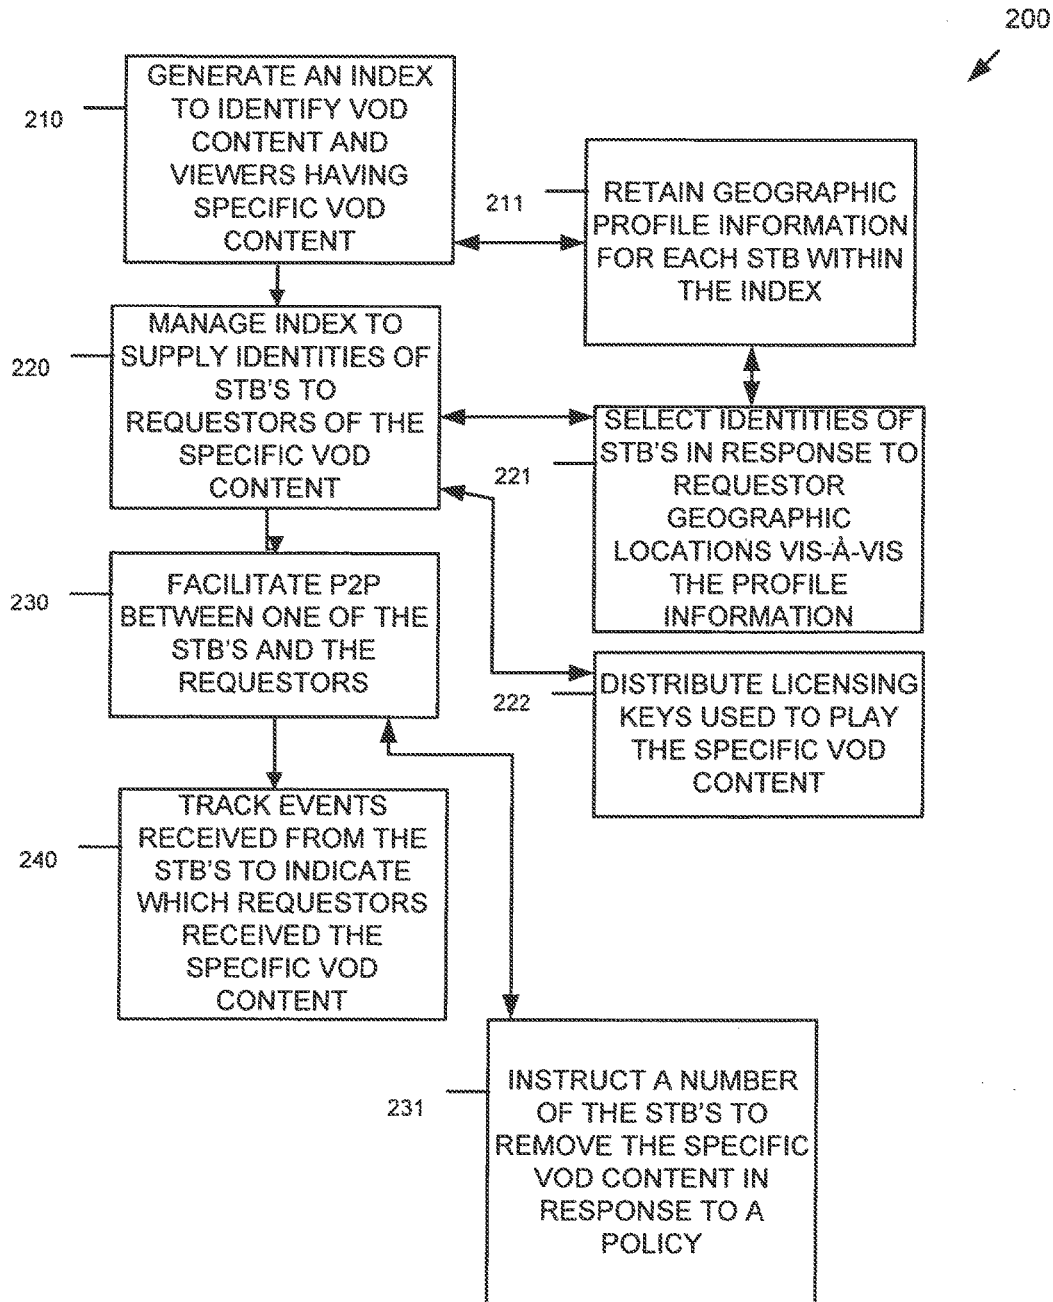 200
210
GENERATE AN INDEX
TO IDENTIFY VOD
CONTENT AND
VIEWERS HAVING
SPECIFIC VOD
CONTENT
211
RETAIN GEOGRAPHIC
PROFILE INFORMATION
FOR EACH STB WITHIN
THE INDEX
220
MANAGE INDEX TO
SUPPLY IDENTITIES OF
STB'S TO
REQUESTORS OF THE
SPECIFIC VOD
CONTENT
221
SELECT IDENTITIES OF
STB'S IN RESPONSE TO
REQUESTOR
GEOGRAPHIC
LOCATIONS VIS-À-VIS
THE PROFILE
INFORMATION
230
FACILITATE P2P
BETWEEN ONE OF THE
STB'S AND THE
REQUESTORS
222
DISTRIBUTE LICENSING
KEYS USED TO PLAY
THE SPECIFIC VOD
CONTENT
240
TRACK EVENTS
RECEIVED FROM THE
STB'S TO INDICATE
WHICH REQUESTORS
RECEIVED THE
SPECIFIC VOD
CONTENT
231
INSTRUCT A NUMBER
OF THE STB'S TO
REMOVE THE SPECIFIC
VOD CONTENT IN
RESPONSE TO A
POLICY